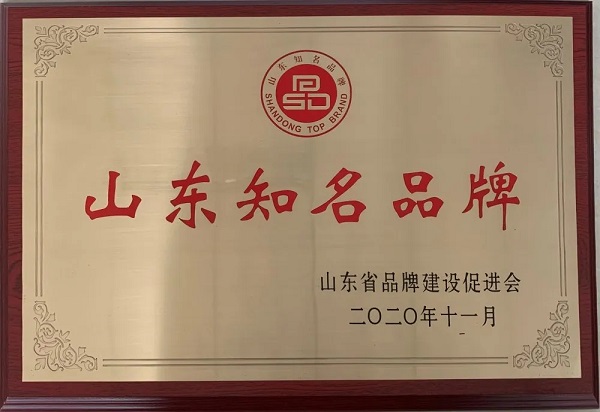 山东知名品牌
PSD
SHANDONG TOP BRAND
山东知名品牌
山东省品牌建设促进会
二〇二〇年十一月